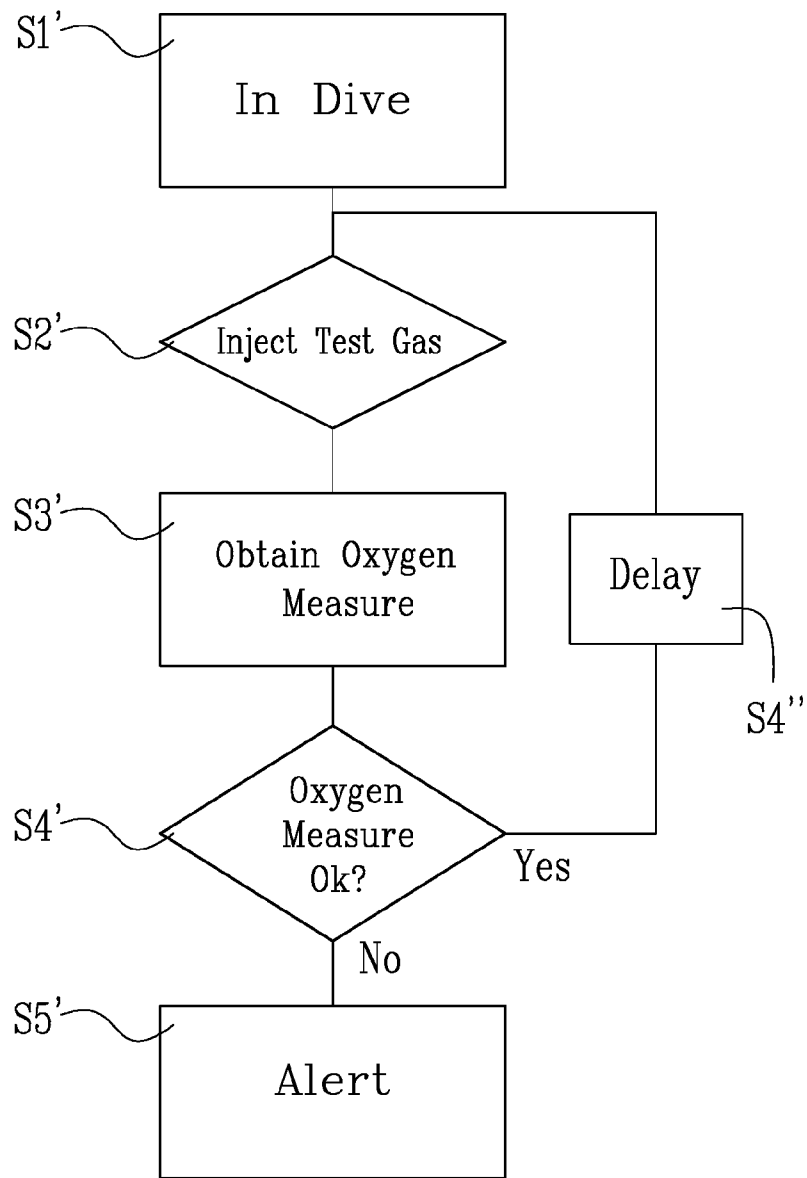 S1'
In Dive
S2'
Inject Test Gas
S3'
Obtain Oxygen
Measure
Delay
S4''
S4'
Oxygen
Measure
Ok?
Yes
No
S5'
Alert